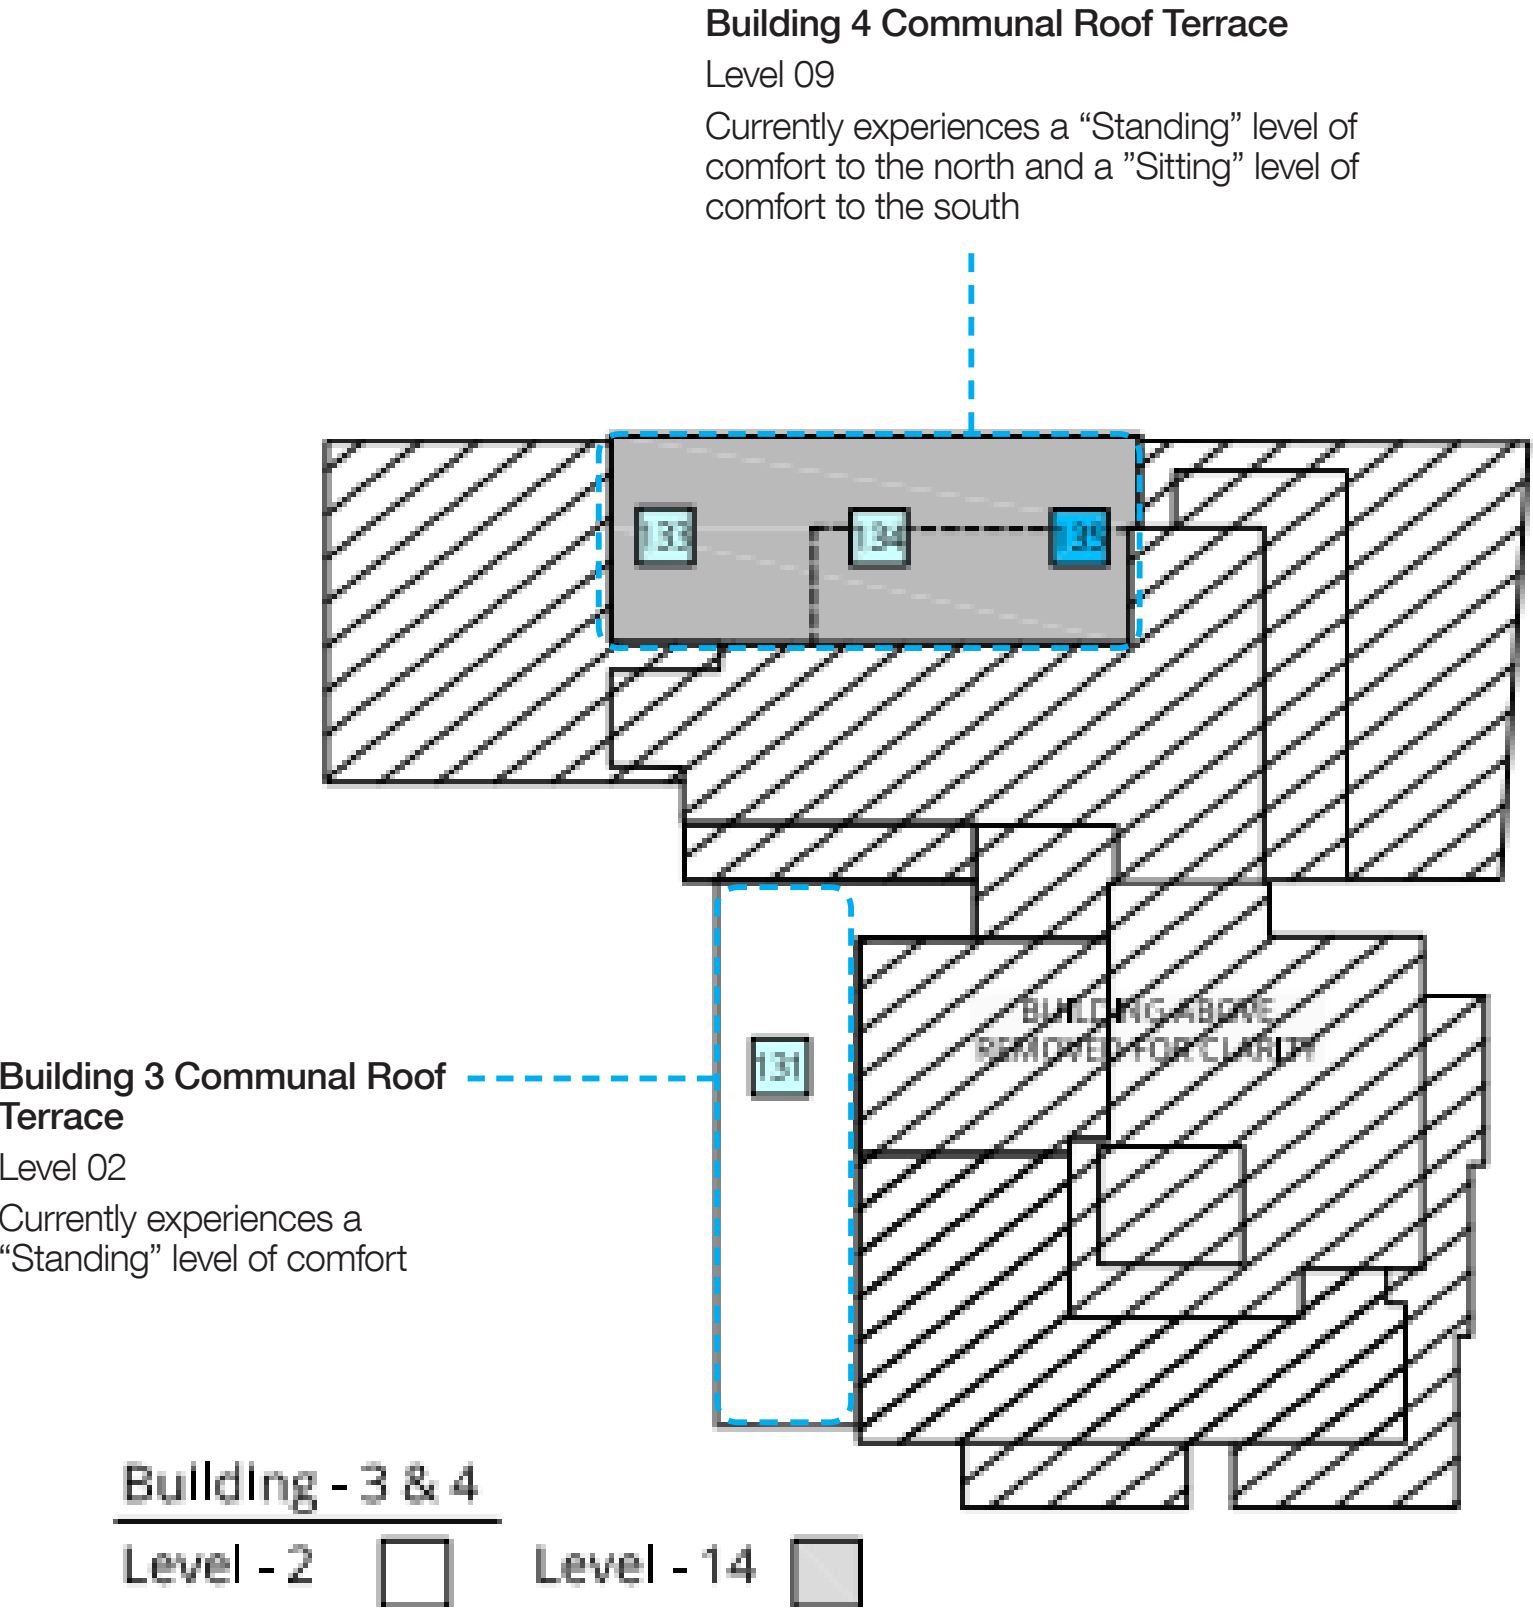 Building 4 Communal Roof Terrace
Level 09
Currently experiences a “Standing” level of
comfort to the north and a ”Sitting” level of
comfort to the south
133
134
135
BUILDING ABOVE
REMOVED FOR CLARITY
131
Building 3 Communal Roof
Terrace
Level 02
Currently experiences a
“Standing” level of comfort
Building - 3 & 4
Level - 2
Level - 14